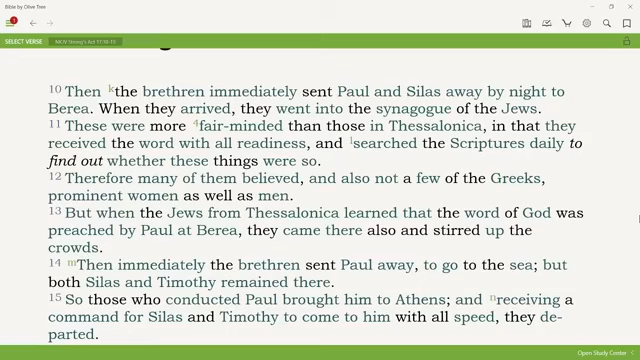 Bible by Olive Tree
SELECT VERSE
NKJV Strong's Act 17:10-15
10 Then kthe brethren immediately sent Paul and Silas away by night to
Berea. When they arrived, they went into the synagogue of the Jews.
11 These were more 4fair-minded than those in Thessalonica, in that they
received the word with all readiness, and lsearched the Scriptures daily to
find out whether these things were so.
12 Therefore many of them believed, and also not a few of the Greeks,
prominent women as well as men.
13 But when the Jews from Thessalonica learned that the word of God was
preached by Paul at Berea, they came there also and stirred up the
crowds.
14 mThen immediately the brethren sent Paul away, to go to the sea; but
both Silas and Timothy remained there.
15 So those who conducted Paul brought him to Athens; and nreceiving a
command for Silas and Timothy to come to him with all speed, they de-
parted.
Open Study Center